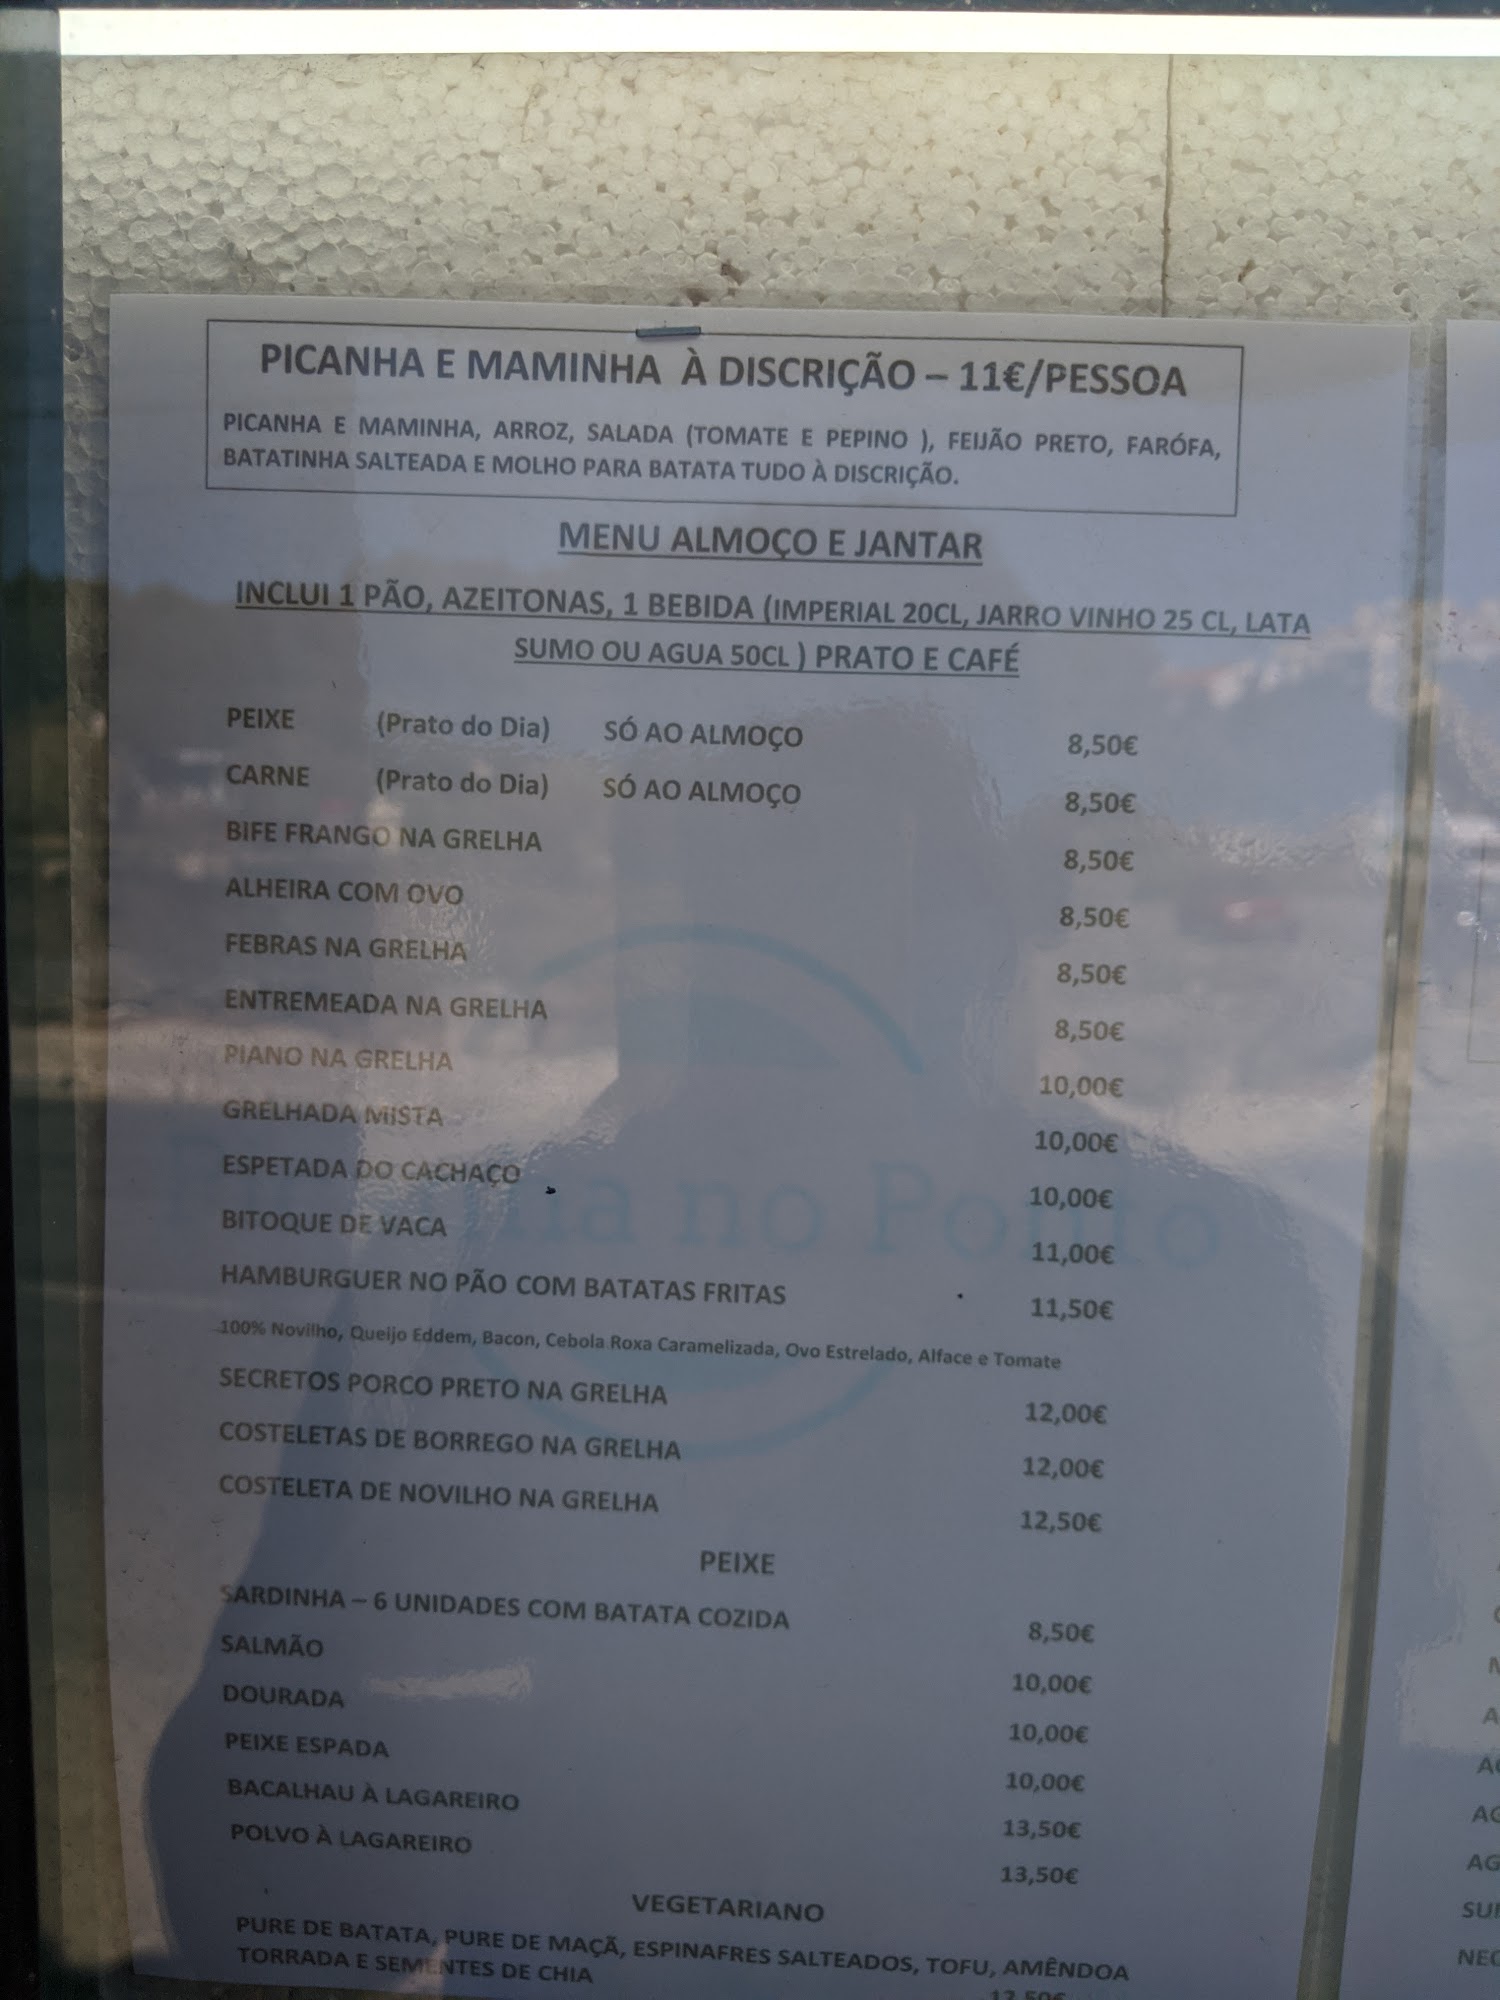 PICANHA E MAMINHA À DISCRIÇÃO – 11€/PESSOA
PICANHA E MAMINHA, ARROZ, SALADA (TOMATE E PEPINO ), FEIJÃO PRETO, FARÓFA,
BATATINHA SALTEADA E MOLHO PARA BATATA TUDO À DISCRIÇÃO.
MENU ALMOÇO E JANTAR
INCLUI 1 PÃO, AZEITONAS, 1 BEBIDA (IMPERIAL 20CL, JARRO VINHO 25 CL, LATA
SUMO OU AGUA 50CL ) PRATO E CAFÉ
PEIXE (Prato do Dia) SÓ AO ALMOÇO 8,50€
CARNE (Prato do Dia) SÓ AO ALMOÇO 8,50€
BIFE FRANGO NA GRELHA 8,50€
ALHEIRA COM OVO 8,50€
FEBRAS NA GRELHA 8,50€
ENTREMEADA NA GRELHA 8,50€
PIANO NA GRELHA 10,00€
GRELHADA MISTA 10,00€
ESPETADA DO CACHAÇO 10,00€
BITOQUE DE VACA 11,00€
HAMBURGUER NO PÃO COM BATATAS FRITAS 11,50€
100% Novilho, Queijo Eddem, Bacon, Cebola Roxa Caramelizada, Ovo Estrelado, Alface e Tomate
SECRETOS PORCO PRETO NA GRELHA 12,00€
COSTELETAS DE BORREGO NA GRELHA 12,00€
COSTELETA DE NOVILHO NA GRELHA 12,50€
PEIXE
SARDINHA – 6 UNIDADES COM BATATA COZIDA 8,50€
SALMÃO 10,00€
DOURADA 10,00€
PEIXE ESPADA 10,00€
BACALHAU À LAGAREIRO 13,50€
POLVO À LAGAREIRO 13,50€
VEGETARIANO
PURE DE BATATA, PURE DE MAÇÃ, ESPINAFRES SALTEADOS, TOFU, AMÊNDOA
TORRADA E SEMENTES DE CHIA
no